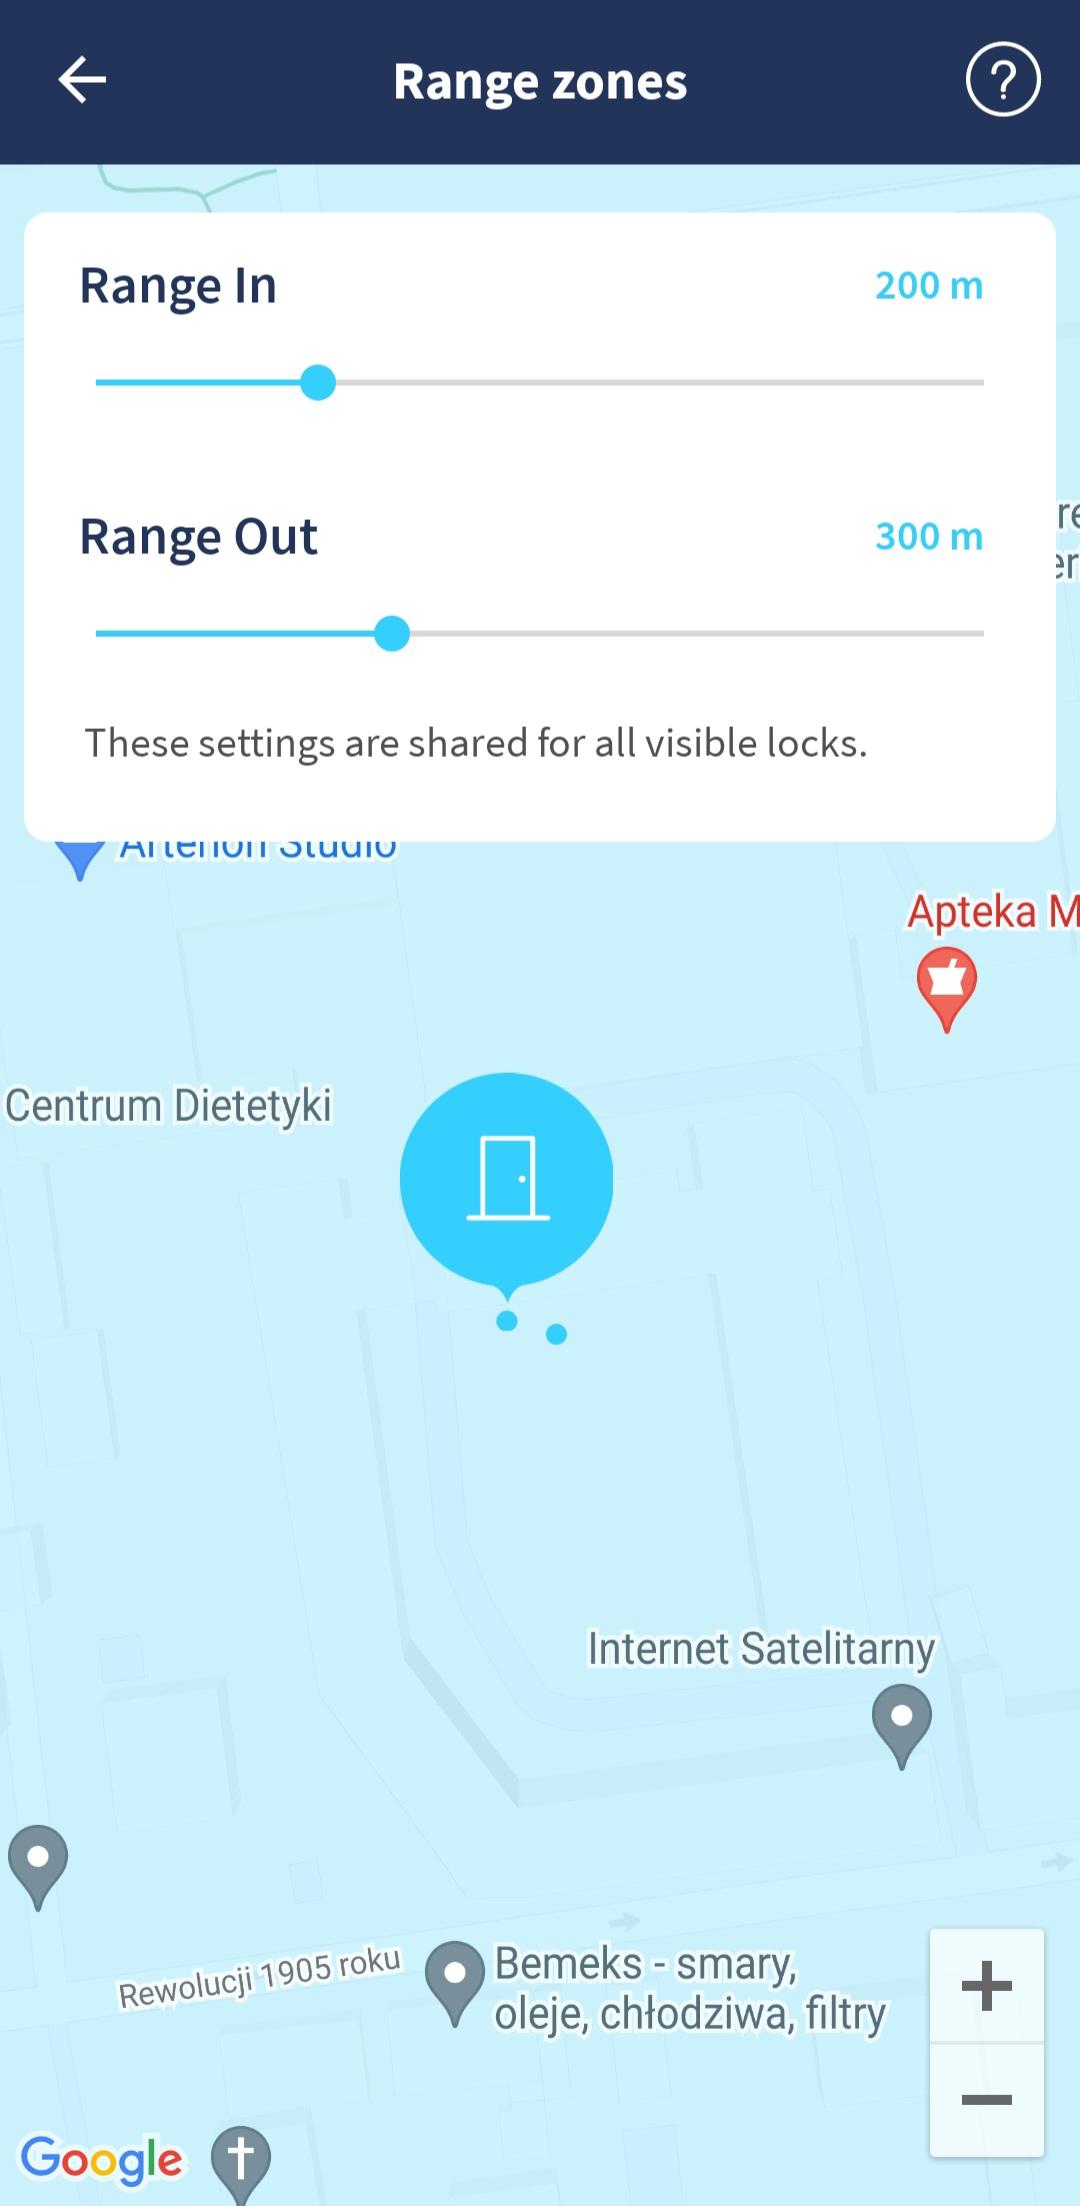 Range zones
Range In
200 m
Range Out
300 m
These settings are shared for all visible locks.
Arterion Studio
Apteka M
Centrum Dietetyki
Internet Satelitarny
Rewolucji 1905 roku
Bemeks - smary,
oleje, chłodziwa, filtry
Google